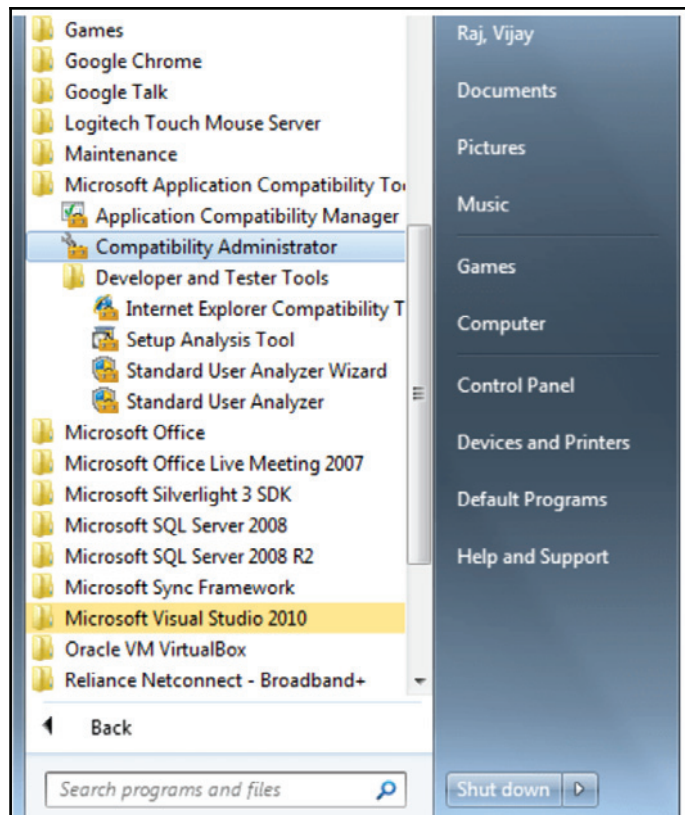 Games
Google Chrome
Google Talk
Logitech Touch Mouse Server
Maintenance
Microsoft Application Compatibility To
Application Compatibility Manager
Compatibility Administrator
Developer and Tester Tools
Internet Explorer Compatibility T
Setup Analysis Tool
Standard User Analyzer Wizard
Standard User Analyzer
Microsoft Office
Microsoft Office Live Meeting 2007
Microsoft Silverlight 3 SDK
Microsoft SQL Server 2008
Microsoft SQL Server 2008 R2
Microsoft Sync Framework
Microsoft Visual Studio 2010
Oracle VM VirtualBox
Reliance Netconnect - Broadband+
Back
Search programs and files
Raj, Vijay
Documents
Pictures
Music
Games
Computer
Control Panel
Devices and Printers
Default Programs
Help and Support
Shut down